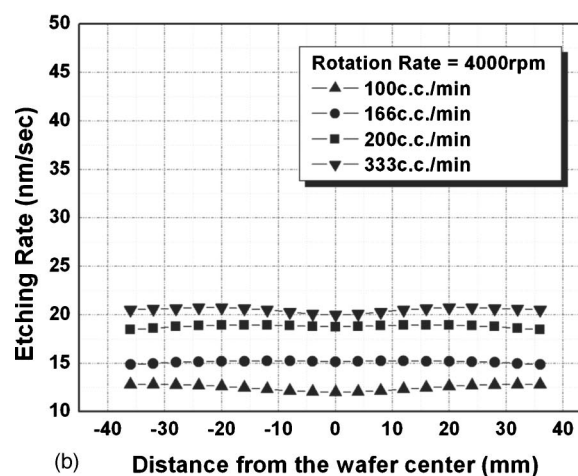 50
45
40
35
30
25
20
15
10
Etching Rate (nm/sec)
Rotation Rate = 4000rpm
100c.c./min
166c.c./min
200c.c./min
333c.c./min
-40 -30 -20 -10 0 10 20 30 40
(b) Distance from the wafer center (mm)